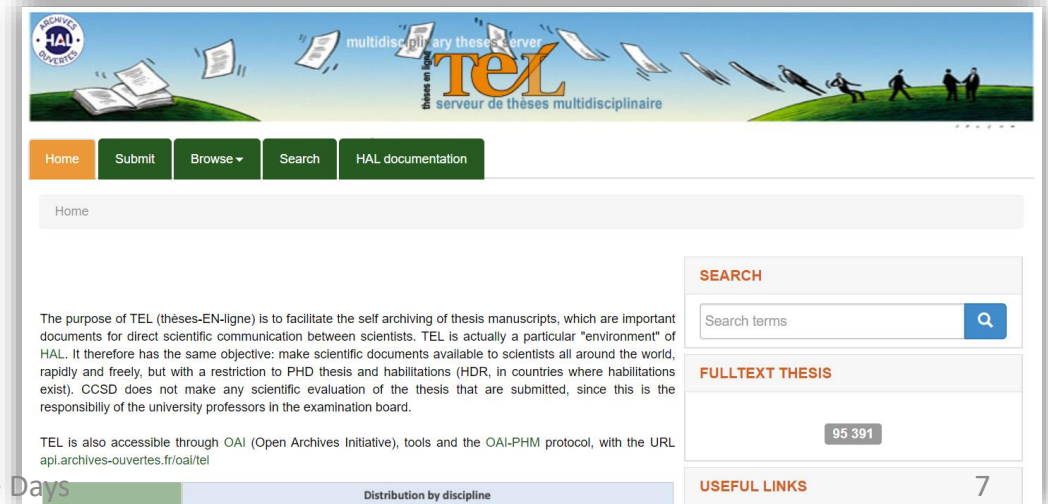 ARCHIVES
HAL
OUVERTES
multidisciplinary theses server
thèses en ligne
TEL
serveur de thèses multidisciplinaire
Home Submit Browse Search HAL documentation
Home
The purpose of TEL (thèses-EN-ligne) is to facilitate the self archiving of thesis manuscripts, which are important
documents for direct scientific communication between scientists. TEL is actually a particular "environment" of
HAL. It therefore has the same objective: make scientific documents available to scientists all around the world,
rapidly and freely, but with a restriction to PHD thesis and habilitations (HDR, in countries where habilitations
exist). CCSD does not make any scientific evaluation of the thesis that are submitted, since this is the
responsibiliy of the university professors in the examination board.
TEL is also accessible through OAI (Open Archives Initiative), tools and the OAI-PHM protocol, with the URL
api.archives-ouvertes.fr/oai/tel
Distribution by discipline
SEARCH
Search terms
FULLTEXT THESIS
95 391
USEFUL LINKS
Days
7